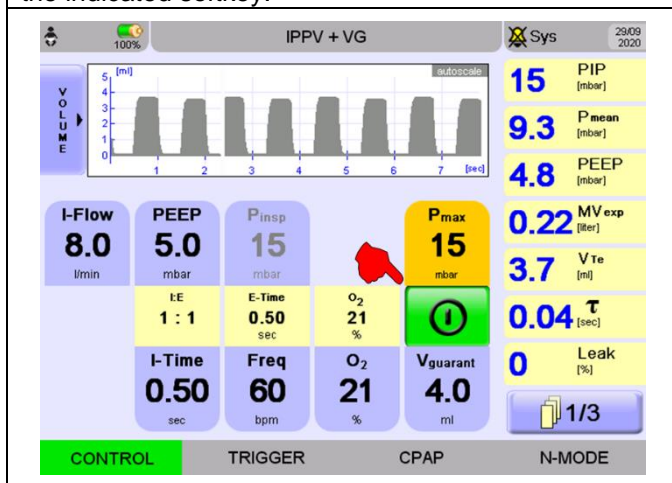 the indicated softkey.
100%
IPPV + VG
Sys
29/09
2020
VOLUME
[ml]
autoscale
5
4
3
2
1
0
1 2 3 4 5 6 7 [sec]
15 PIP
[mbar]
9.3 Pmean
[mbar]
4.8 PEEP
[mbar]
0.22 MVexp
[liter]
3.7 VTe
[ml]
0.04 τ
[sec]
0 Leak
[%]
1/3
I-Flow
8.0
l/min
PEEP
5.0
mbar
Pinsp
15
mbar
Pmax
15
mbar
I:E
1 : 1
E-Time
0.50
sec
O2
21
%
I-Time
0.50
sec
Freq
60
bpm
O2
21
%
Vguarant
4.0
ml
CONTROL TRIGGER CPAP N-MODE